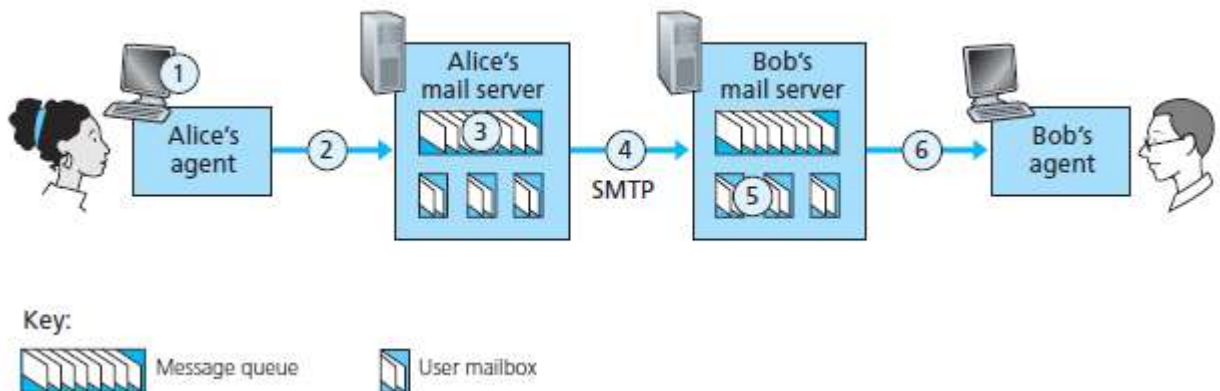 1
Alice's
agent
2
Alice's
mail server
3
4
SMTP
Bob's
mail server
5
6
Bob's
agent
Key:
Message queue
User mailbox